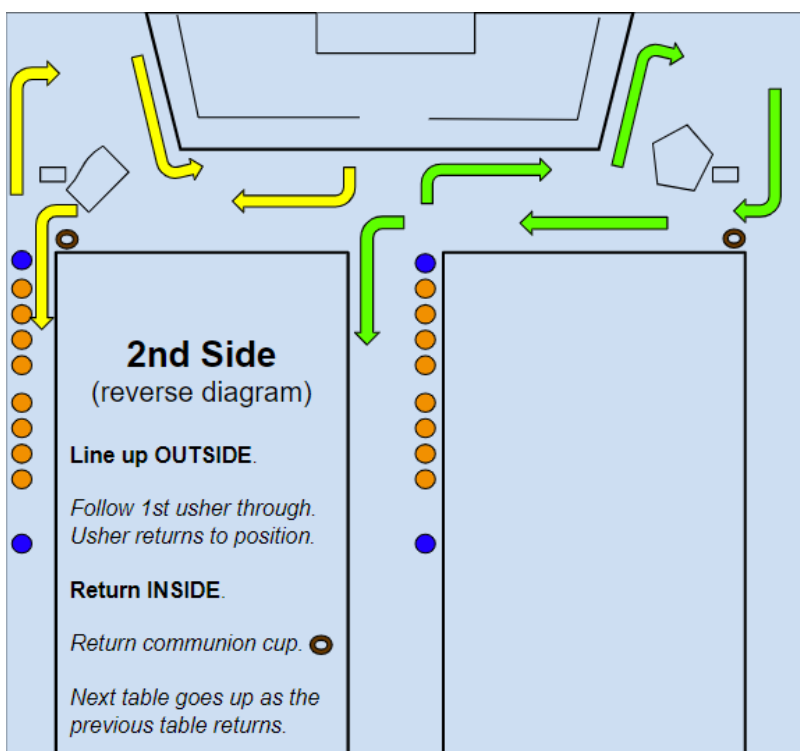 2nd Side
(reverse diagram)
Line up OUTSIDE.
Follow 1st usher through.
Usher returns to position.
Return INSIDE.
Return communion cup.
Next table goes up as the
previous table returns.